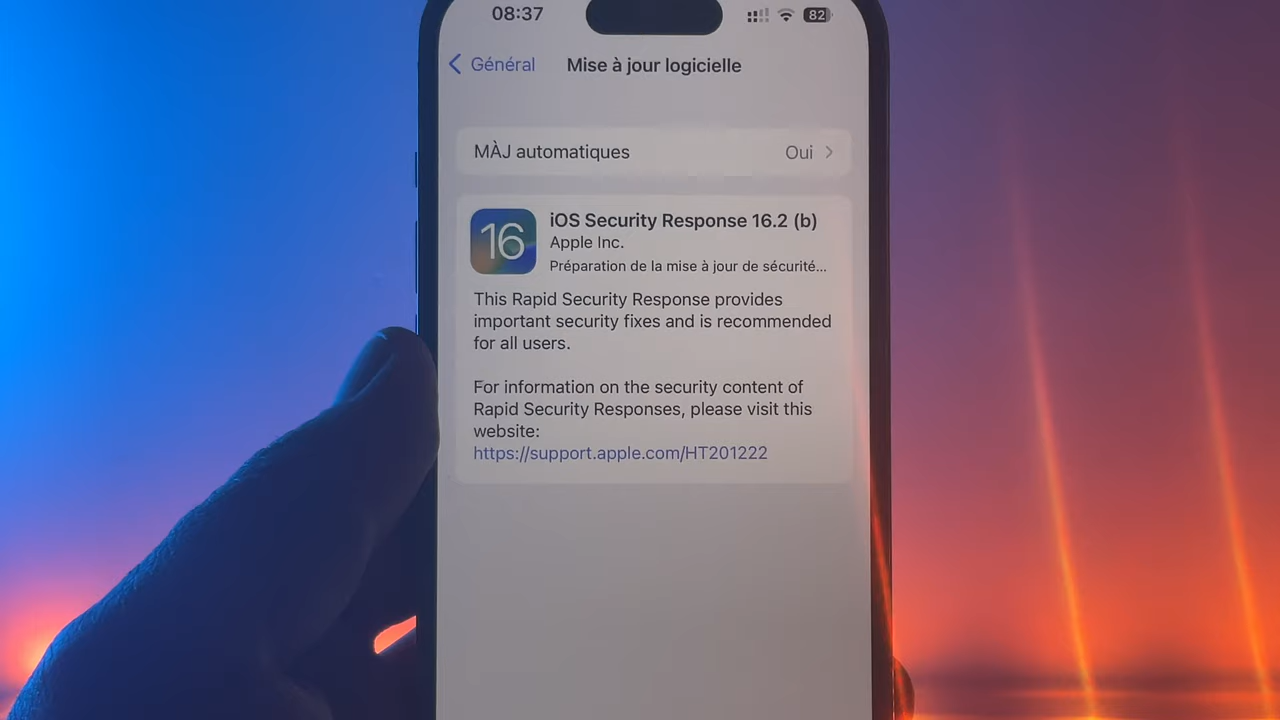 08:37
82
Général
Mise à jour logicielle
MÀJ automatiques
Oui
16
iOS Security Response 16.2 (b)
Apple Inc.
Préparation de la mise à jour de sécurité...
This Rapid Security Response provides
important security fixes and is recommended
for all users.
For information on the security content of
Rapid Security Responses, please visit this
website:
https://support.apple.com/HT201222